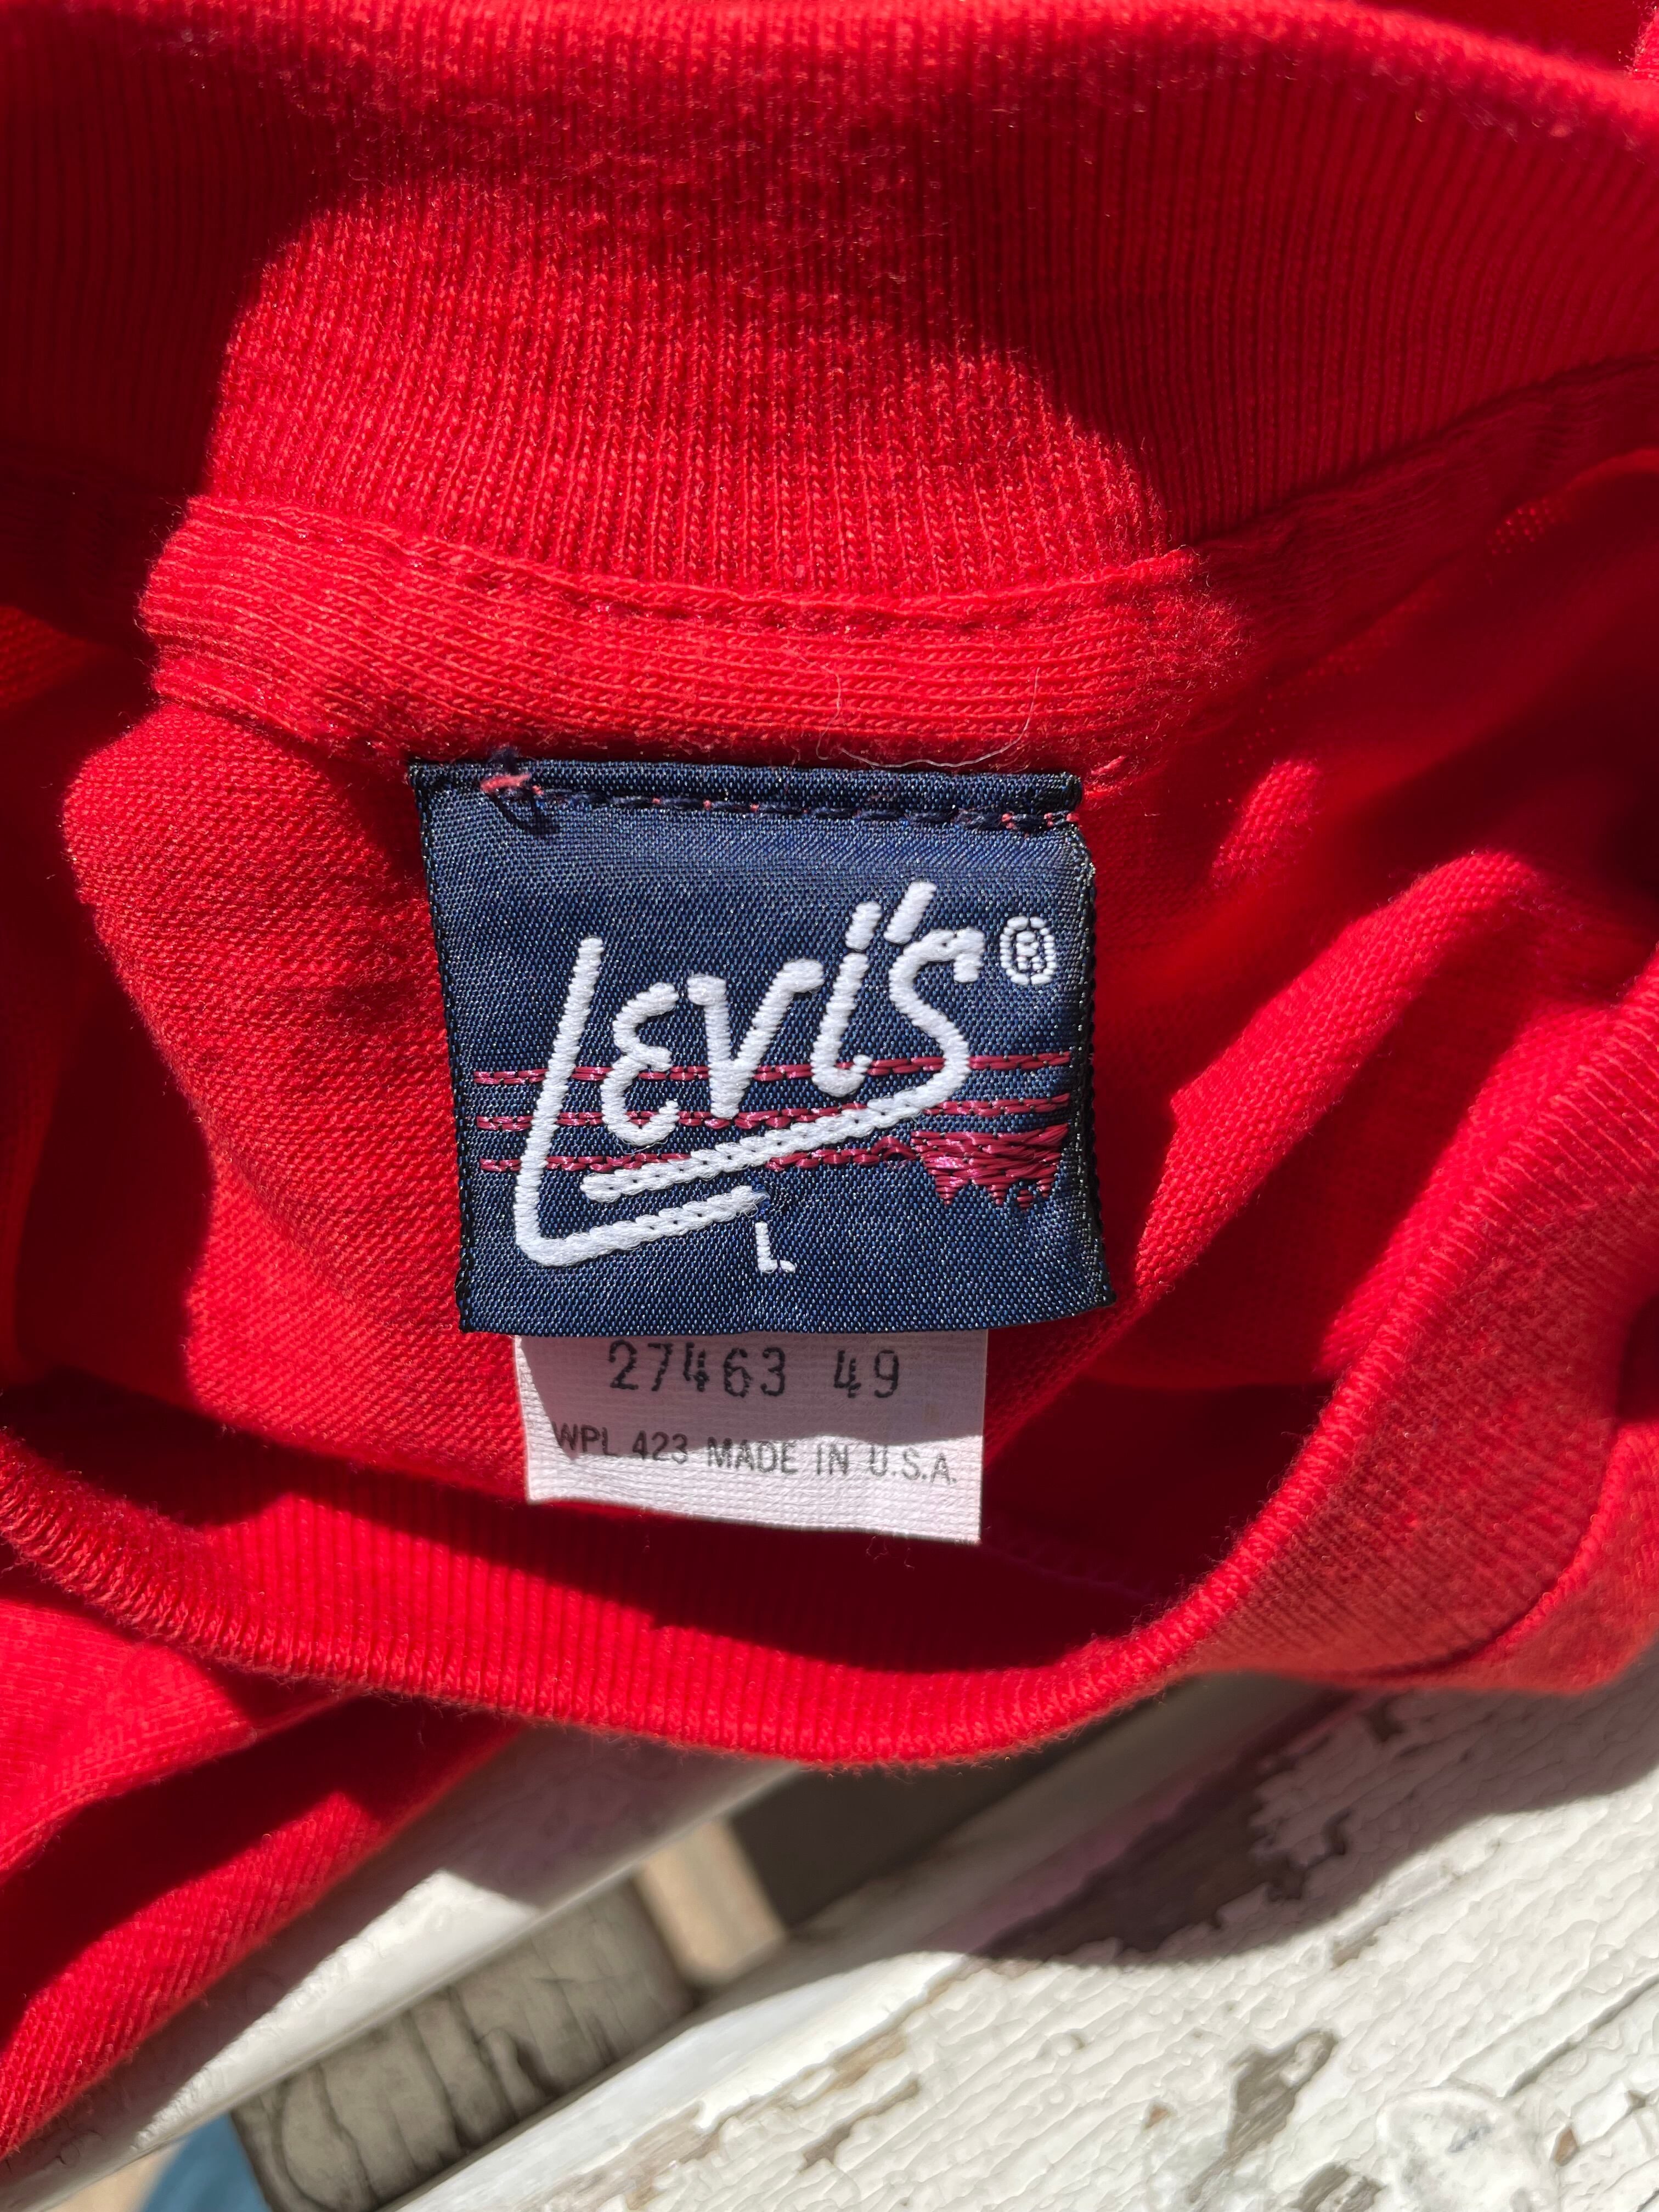 Levi's®
L
27463 49
WPL 423 MADE IN U.S.A.